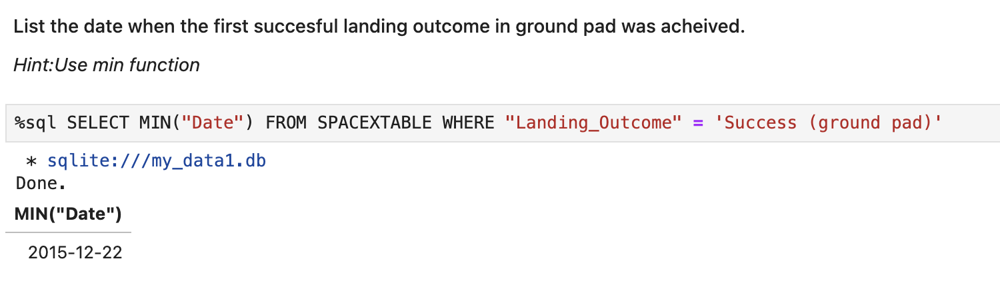 List the date when the first succesful landing outcome in ground pad was acheived.
Hint:Use min function
%sql SELECT MIN("Date") FROM SPACEXTABLE WHERE "Landing_Outcome" = 'Success (ground pad)'
* sqlite:///my_data1.db
Done.
MIN("Date")
2015-12-22